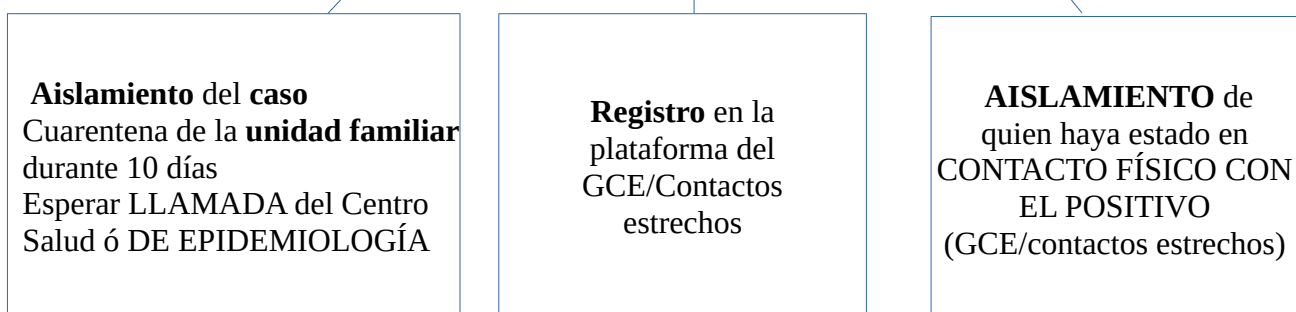 Aislamiento del caso
Cuarentena de la unidad familiar
durante 10 días
Esperar LLAMADA del Centro
Salud ó DE EPIDEMIOLOGÍA
Registro en la
plataforma del
GCE/Contactos
estrechos
AISLAMIENTO de
quien haya estado en
CONTACTO FÍSICO CON
EL POSITIVO
(GCE/contactos estrechos)